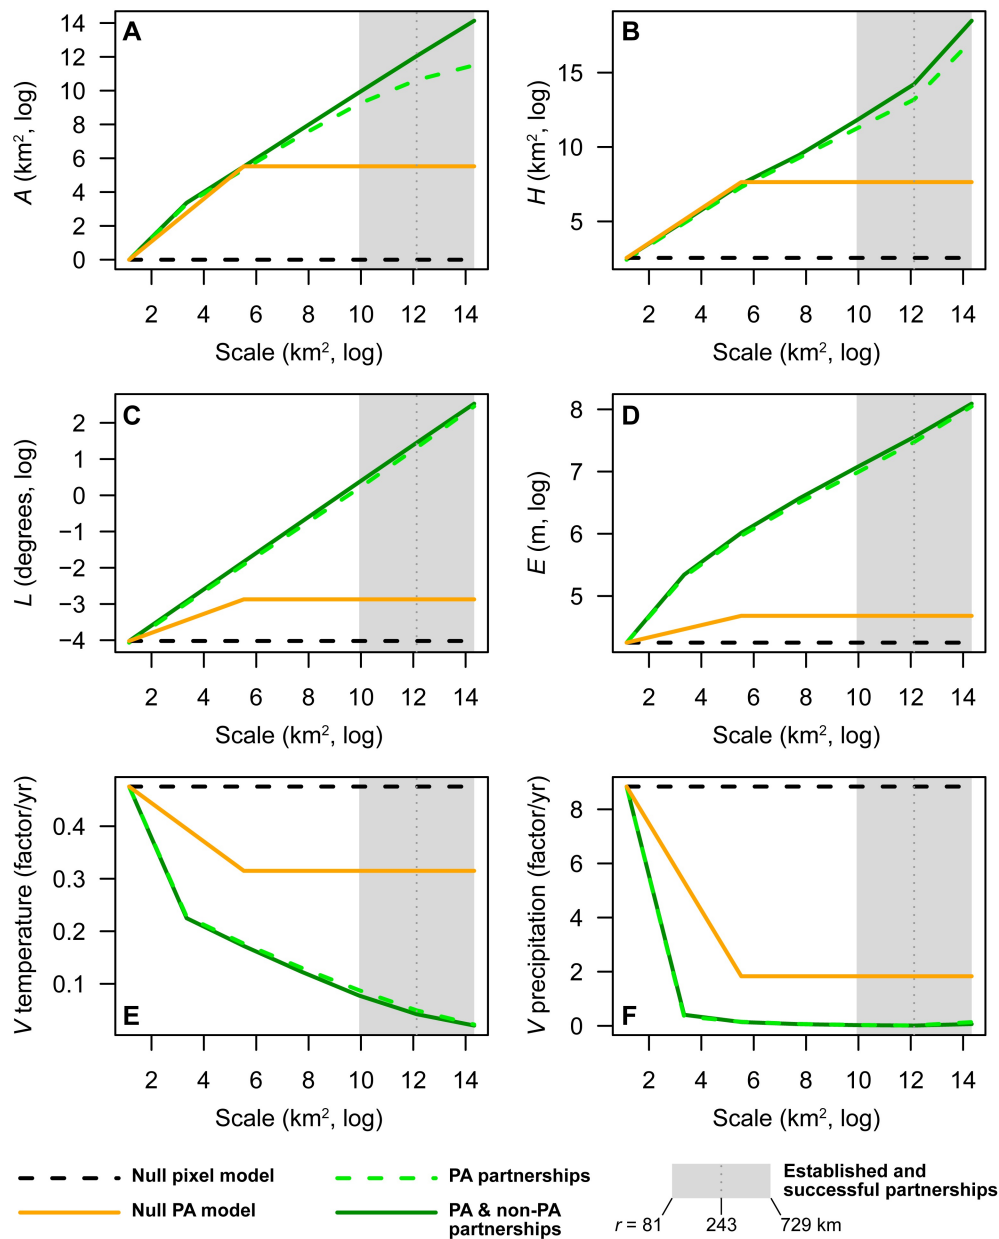 A
14
12
10
8
6
4
2
0
A (km², log)
2 4 6 8 10 12 14
Scale (km², log)
B
15
10
5
H (km², log)
2 4 6 8 10 12 14
Scale (km², log)
C
2
1
0
−1
−2
−3
−4
L (degrees, log)
2 4 6 8 10 12 14
Scale (km², log)
D
8
7
6
5
E (m, log)
2 4 6 8 10 12 14
Scale (km², log)
E
0.4
0.3
0.2
0.1
V temperature (factor/yr)
2 4 6 8 10 12 14
Scale (km², log)
F
8
6
4
2
0
V precipitation (factor/yr)
2 4 6 8 10 12 14
Scale (km², log)
Null pixel model
Null PA model
PA partnerships
PA & non-PA
partnerships
Established and
successful partnerships
r = 81 243 729 km